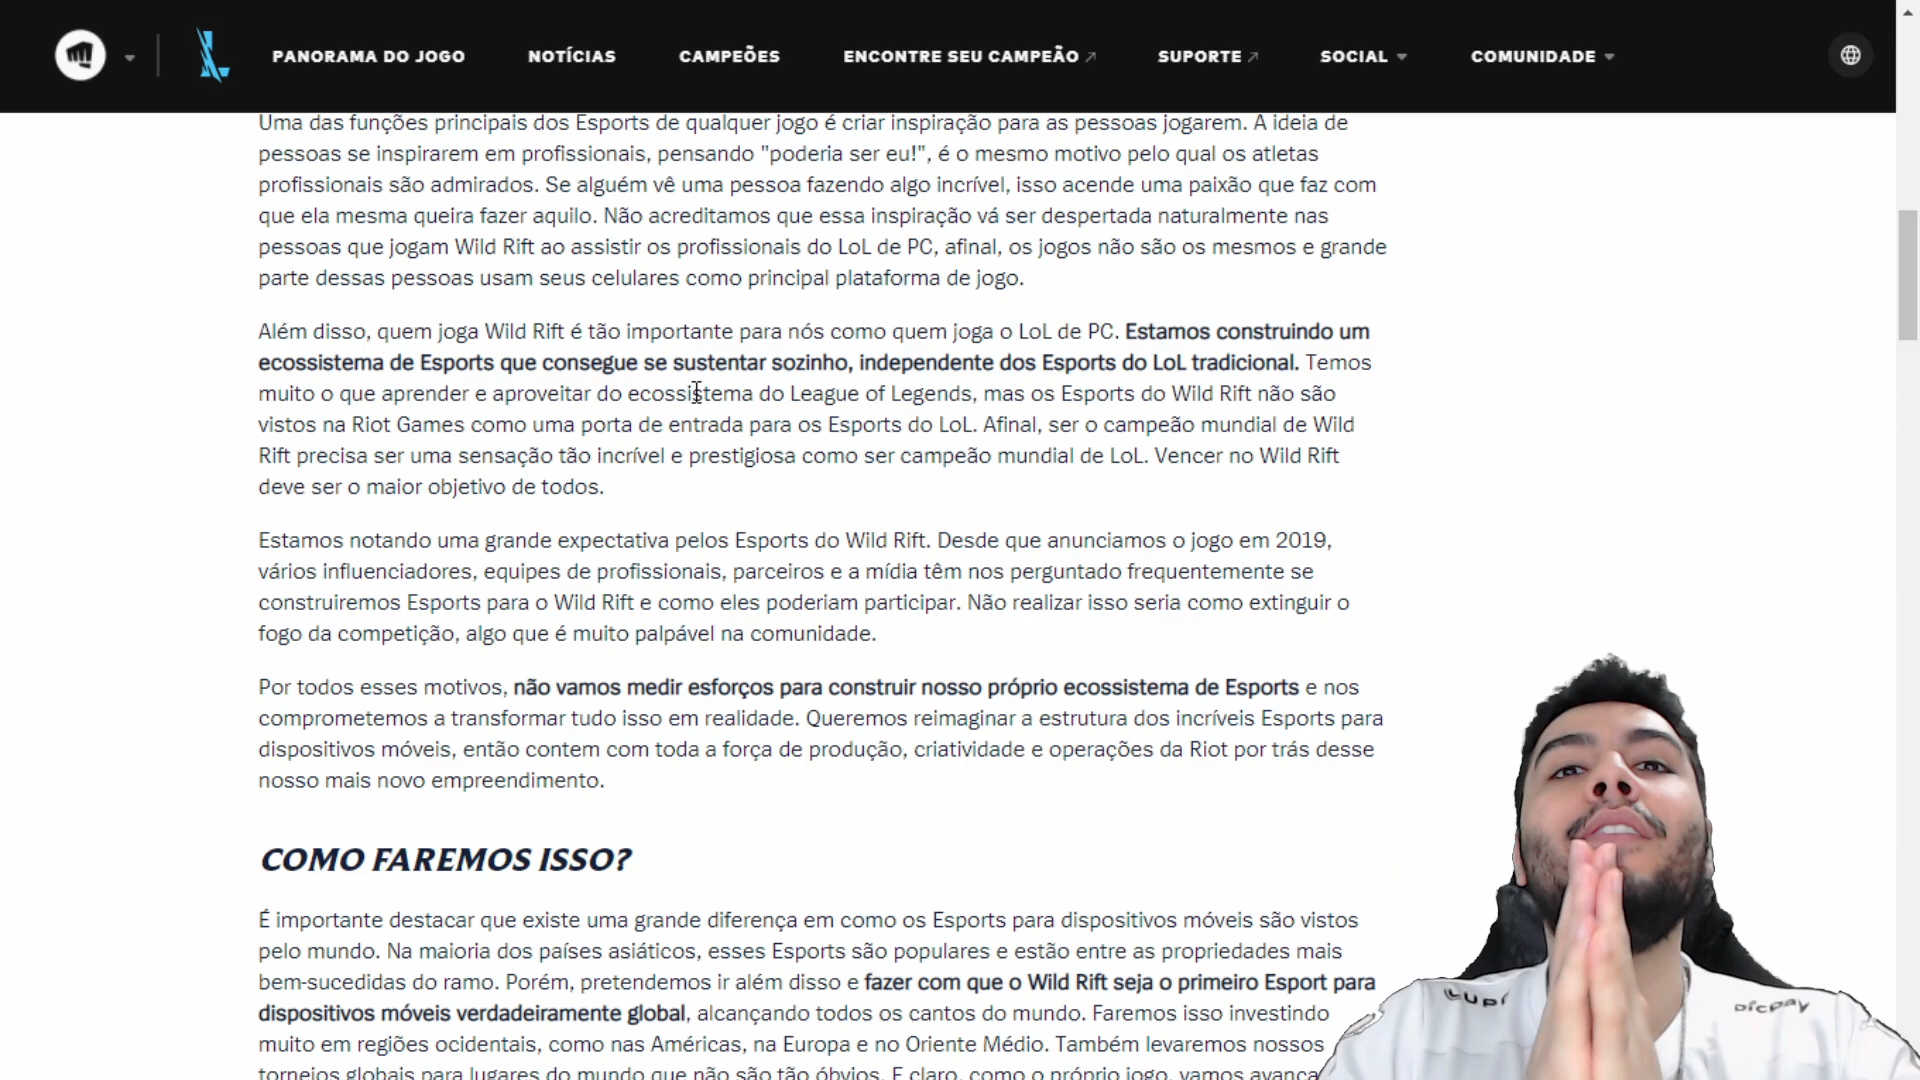 PANORAMA DO JOGO NOTÍCIAS CAMPEÕES ENCONTRE SEU CAMPEÃO SUPORTE SOCIAL COMUNIDADE
Uma das funções principais dos Esports de qualquer jogo é criar inspiração para as pessoas jogarem. A ideia de
pessoas se inspirarem em profissionais, pensando "poderia ser eu!", é o mesmo motivo pelo qual os atletas
profissionais são admirados. Se alguém vê uma pessoa fazendo algo incrível, isso acende uma paixão que faz com
que ela mesma queira fazer aquilo. Não acreditamos que essa inspiração vá ser despertada naturalmente nas
pessoas que jogam Wild Rift ao assistir os profissionais do LoL de PC, afinal, os jogos não são os mesmos e grande
parte dessas pessoas usam seus celulares como principal plataforma de jogo.
Além disso, quem joga Wild Rift é tão importante para nós como quem joga o LoL de PC. Estamos construindo um
ecossistema de Esports que consegue se sustentar sozinho, independente dos Esports do LoL tradicional. Temos
muito o que aprender e aproveitar do ecossistema do League of Legends, mas os Esports do Wild Rift não são
vistos na Riot Games como uma porta de entrada para os Esports do LoL. Afinal, ser o campeão mundial de Wild
Rift precisa ser uma sensação tão incrível e prestigiosa como ser campeão mundial de LoL. Vencer no Wild Rift
deve ser o maior objetivo de todos.
Estamos notando uma grande expectativa pelos Esports do Wild Rift. Desde que anunciamos o jogo em 2019,
vários influenciadores, equipes de profissionais, parceiros e a mídia têm nos perguntado frequentemente se
construiremos Esports para o Wild Rift e como eles poderiam participar. Não realizar isso seria como extinguir o
fogo da competição, algo que é muito palpável na comunidade.
Por todos esses motivos, não vamos medir esforços para construir nosso próprio ecossistema de Esports e nos
comprometemos a transformar tudo isso em realidade. Queremos reimaginar a estrutura dos incríveis Esports para
dispositivos móveis, então contem com toda a força de produção, criatividade e operações da Riot por trás desse
nosso mais novo empreendimento.
COMO FAREMOS ISSO?
É importante destacar que existe uma grande diferença em como os Esports para dispositivos móveis são vistos
pelo mundo. Na maioria dos países asiáticos, esses Esports são populares e estão entre as propriedades mais
bem-sucedidas do ramo. Porém, pretendemos ir além disso e fazer com que o Wild Rift seja o primeiro Esport para
dispositivos móveis verdadeiramente global, alcançando todos os cantos do mundo. Faremos isso investindo
muito em regiões ocidentais, como nas Américas, na Europa e no Oriente Médio. Também levaremos nossos
torneios globais para lugares do mundo que não são tão óbvios. E claro, como o próprio jogo, vamos avança
picpay